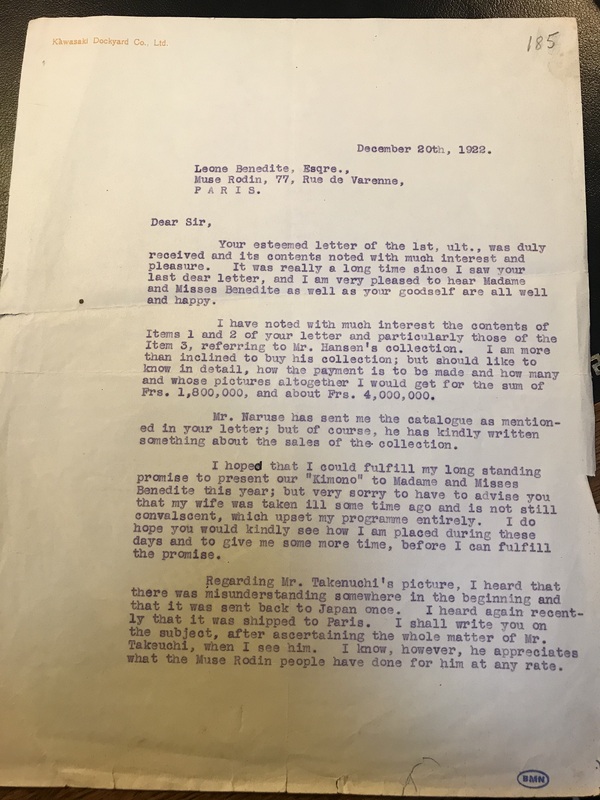 Kawasaki Dockyard Co., Ltd.
185
December 20th, 1922.
Leone Benedite, Esqre.,
Muse Rodin, 77, Rue de Varenne,
P A R I S.
Dear Sir,
Your esteemed letter of the 1st, ult., was duly
received and its contents noted with much interest and
pleasure. It was really a long time since I saw your
last dear letter, and I am very pleased to hear Madame
and Misses Benedite as well as your goodself are all well
and happy.
I have noted with much interest the contents of
Items 1 and 2 of your letter and particularly those of the
Item 3, referring to Mr. Hansen's collection. I am more
than inclined to buy his collection; but should like to
know in detail, how the payment is to be made and how many
and whose pictures altogether I would get for the sum of
Frs. 1,800,000, and about Frs. 4,000,000.
Mr. Naruse has sent me the catalogue as mention-
ed in your letter; but of course, he has kindly written
something about the sales of the collection.
I hoped that I could fulfill my long standing
promise to present our "Kimono" to Madame and Misses
Benedite this year; but very sorry to have to advise you
that my wife was taken ill some time ago and is not still
convalscent, which upset my programme entirely. I do
hope you would kindly see how I am placed during these
days and to give me some more time, before I can fulfill
the promise.
Regarding Mr. Takenuchi's picture, I heard that
there was misunderstanding somewhere in the beginning and
that it was sent back to Japan once. I heard again recent-
ly that it was shipped to Paris. I shall write you on
the subject, after ascertaining the whole matter of Mr.
Takeuchi, when I see him. I know, however, he appreciates
what the Muse Rodin people have done for him at any rate.
BMN